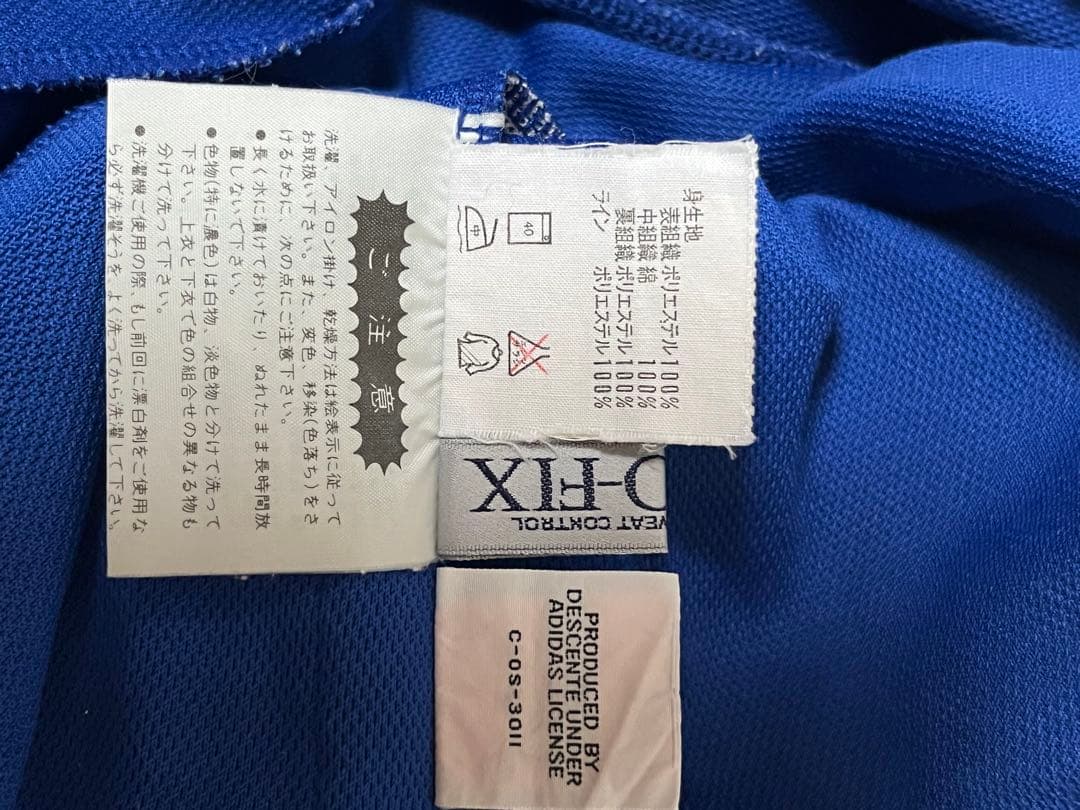 ご注意
洗濯、アイロン掛け、乾燥方法は絵表示に従って
お取扱い下さい。また、変色、移染(色落ち)をさ
けるために、次の点にご注意下さい。
●長く水に漬けておいたり ぬれたまま長時間放
置しないで下さい。
●色物(特に濃色)は白物、淡色物と分けて洗って
下さい。上衣と下衣で色の組合せの異なる物も
分けて洗って下さい。
●洗濯機ご使用の際、もし前回に漂白剤をご使用な
ら必ず洗濯そうを、よく洗ってから洗濯して下さい。
身生地
表組織 ポリエステル 100%
中組織 綿 100%
裏組織 ポリエステル 100%
ライン ポリエステル 100%
40
中
O-FIX
WEAT CONTROL
PRODUCED BY
DESCENTE UNDER
ADIDAS LICENSE
C-OS-3011